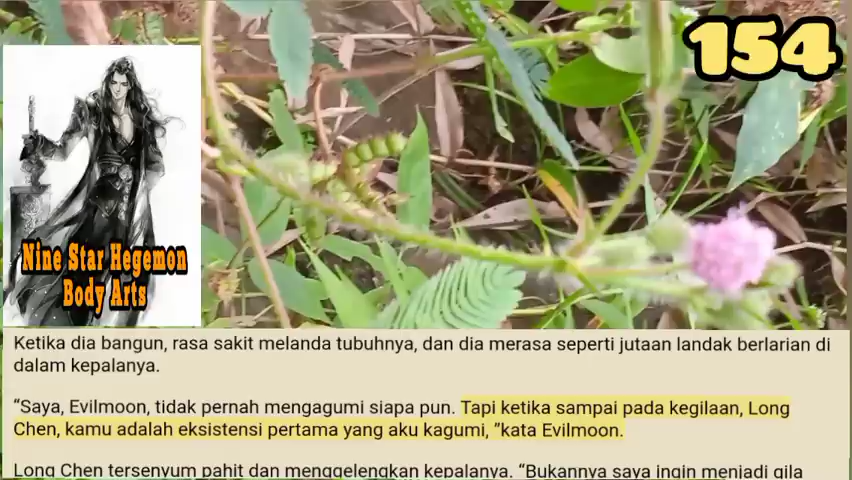 154
Nine Star Hegemon
Body Arts
Ketika dia bangun, rasa sakit melanda tubuhnya, dan dia merasa seperti jutaan landak berlarian di
dalam kepalanya.
“Saya, Evilmoon, tidak pernah mengagumi siapa pun. Tapi ketika sampai pada kegilaan, Long
Chen, kamu adalah eksistensi pertama yang aku kagumi, ”kata Evilmoon.
Long Chen tersenyum pahit dan menggelengkan kepalanya. “Bukannya saya ingin menjadi gila